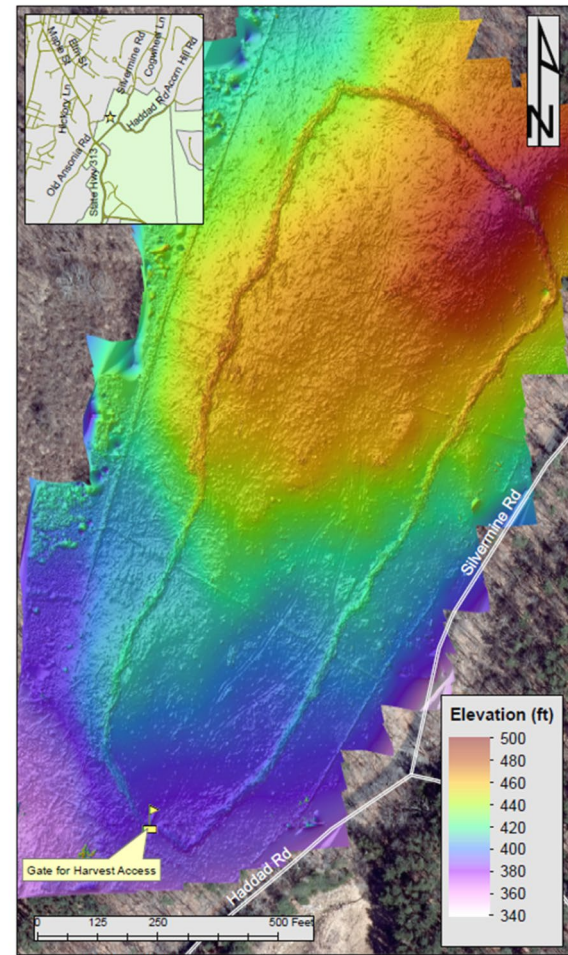 Maple St
Elm St
Silvermine Rd
Cogwheel Ln
Acorn Hill Rd
Hickory Ln
Haddad Rd
Old Ansonia Rd
State Hwy 313
N
Silvermine Rd
Elevation (ft)
500
480
460
440
420
400
380
360
340
Gate for Harvest Access
Haddad Rd
0 125 250 500 Feet